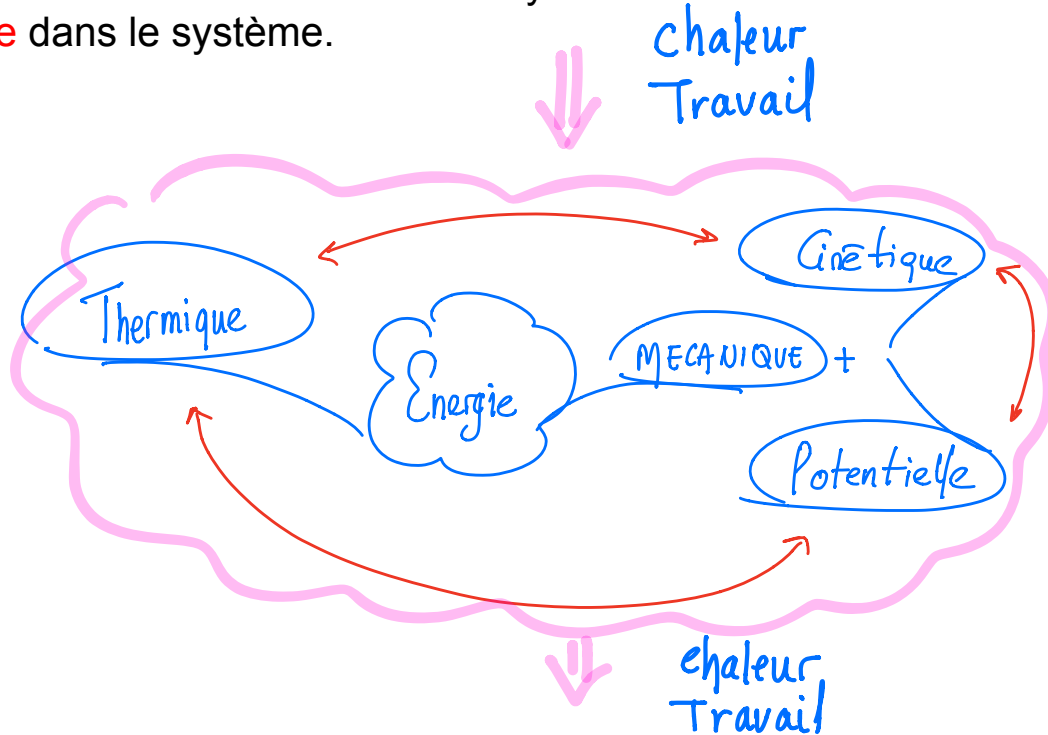 e dans le système.
chaleur
Travail
Cinétique
Thermique
MECANIQUE +
Energie
Potentielle
chaleur
Travail